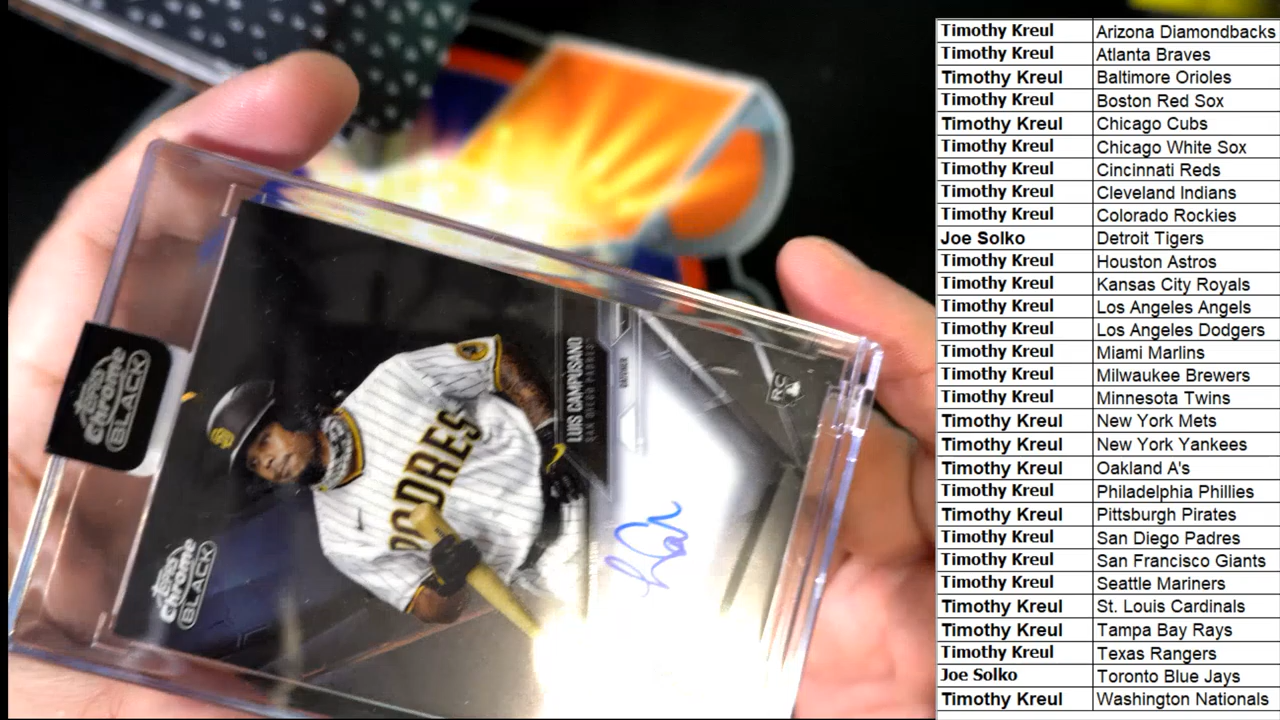 Topps
Chrome
BLACK
Topps
Chrome
BLACK
PADRES
LUIS CAMPUSANO
SAN DIEGO PADRES
CATCHER
RC
Timothy Kreul Arizona Diamondbacks
Timothy Kreul Atlanta Braves
Timothy Kreul Baltimore Orioles
Timothy Kreul Boston Red Sox
Timothy Kreul Chicago Cubs
Timothy Kreul Chicago White Sox
Timothy Kreul Cincinnati Reds
Timothy Kreul Cleveland Indians
Timothy Kreul Colorado Rockies
Joe Solko Detroit Tigers
Timothy Kreul Houston Astros
Timothy Kreul Kansas City Royals
Timothy Kreul Los Angeles Angels
Timothy Kreul Los Angeles Dodgers
Timothy Kreul Miami Marlins
Timothy Kreul Milwaukee Brewers
Timothy Kreul Minnesota Twins
Timothy Kreul New York Mets
Timothy Kreul New York Yankees
Timothy Kreul Oakland A's
Timothy Kreul Philadelphia Phillies
Timothy Kreul Pittsburgh Pirates
Timothy Kreul San Diego Padres
Timothy Kreul San Francisco Giants
Timothy Kreul Seattle Mariners
Timothy Kreul St. Louis Cardinals
Timothy Kreul Tampa Bay Rays
Timothy Kreul Texas Rangers
Joe Solko Toronto Blue Jays
Timothy Kreul Washington Nationals